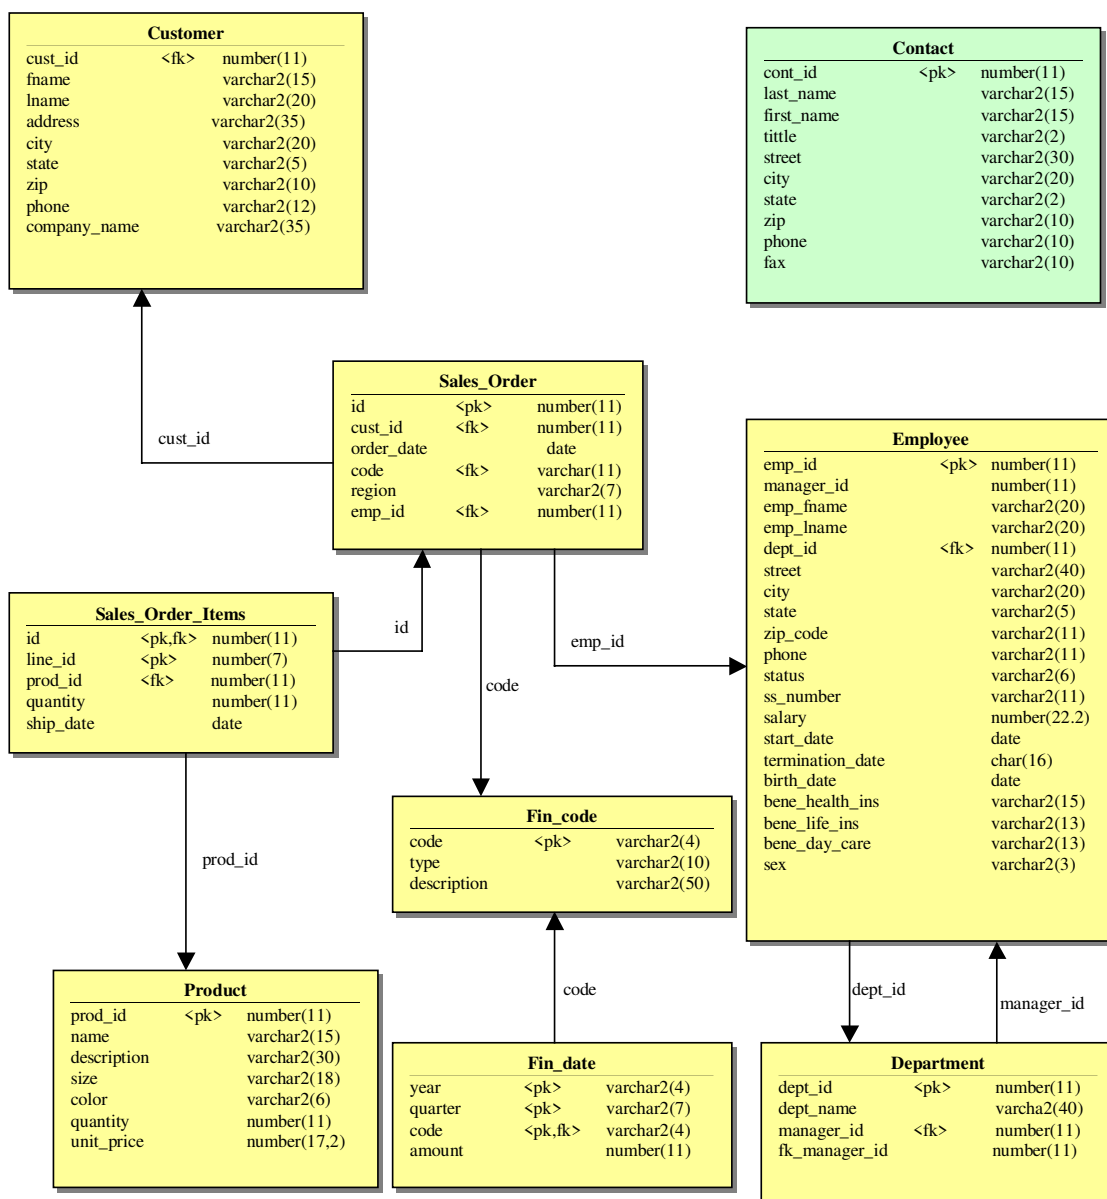 Customer
cust_id <fk> number(11)
fname varchar2(15)
lname varchar2(20)
address varchar2(35)
city varchar2(20)
state varchar2(5)
zip varchar2(10)
phone varchar2(12)
company_name varchar2(35)
Contact
cont_id <pk> number(11)
last_name varchar2(15)
first_name varchar2(15)
tittle varchar2(2)
street varchar2(30)
city varchar2(20)
state varchar2(2)
zip varchar2(10)
phone varchar2(10)
fax varchar2(10)
cust_id
Sales_Order
id <pk> number(11)
cust_id <fk> number(11)
order_date date
code <fk> varchar(11)
region varchar2(7)
emp_id <fk> number(11)
Employee
emp_id <pk> number(11)
manager_id number(11)
emp_fname varchar2(20)
emp_lname varchar2(20)
dept_id <fk> number(11)
street varchar2(40)
city varchar2(20)
state varchar2(5)
zip_code varchar2(11)
phone varchar2(11)
status varchar2(6)
ss_number varchar2(11)
salary number(22.2)
start_date date
termination_date char(16)
birth_date date
bene_health_ins varchar2(15)
bene_life_ins varchar2(13)
bene_day_care varchar2(13)
sex varchar2(3)
Sales_Order_Items
id <pk,fk> number(11)
line_id <pk> number(7)
prod_id <fk> number(11)
quantity number(11)
ship_date date
id
emp_id
code
Fin_code
code <pk> varchar2(4)
type varchar2(10)
description varchar2(50)
prod_id
Product
prod_id <pk> number(11)
name varchar2(15)
description varchar2(30)
size varchar2(18)
color varchar2(6)
quantity number(11)
unit_price number(17,2)
code
dept_id
manager_id
Fin_date
year <pk> varchar2(4)
quarter <pk> varchar2(7)
code <pk,fk> varchar2(4)
amount number(11)
Department
dept_id <pk> number(11)
dept_name varcha2(40)
manager_id <fk> number(11)
fk_manager_id number(11)